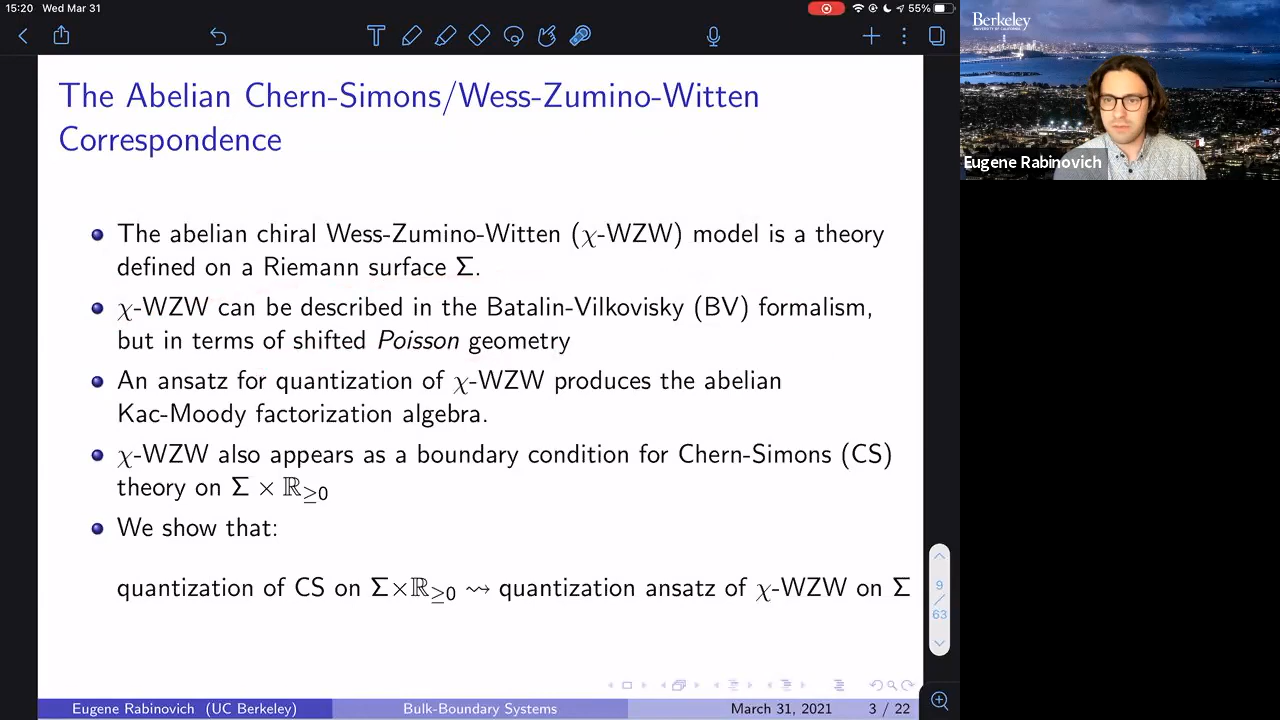 15:20 Wed Mar 31
55%
Berkeley
UNIVERSITY OF CALIFORNIA
The Abelian Chern-Simons/Wess-Zumino-Witten
Correspondence
Eugene Rabinovich
The abelian chiral Wess-Zumino-Witten (χ-WZW) model is a theory
defined on a Riemann surface Σ.
χ-WZW can be described in the Batalin-Vilkovisky (BV) formalism,
but in terms of shifted Poisson geometry
An ansatz for quantization of χ-WZW produces the abelian
Kac-Moody factorization algebra.
χ-WZW also appears as a boundary condition for Chern-Simons (CS)
theory on Σ × ℝ≥0
We show that:
quantization of CS on Σ×ℝ≥0 ⇝ quantization ansatz of χ-WZW on Σ
9
/
63
Eugene Rabinovich (UC Berkeley)
Bulk-Boundary Systems
March 31, 2021
3 / 22